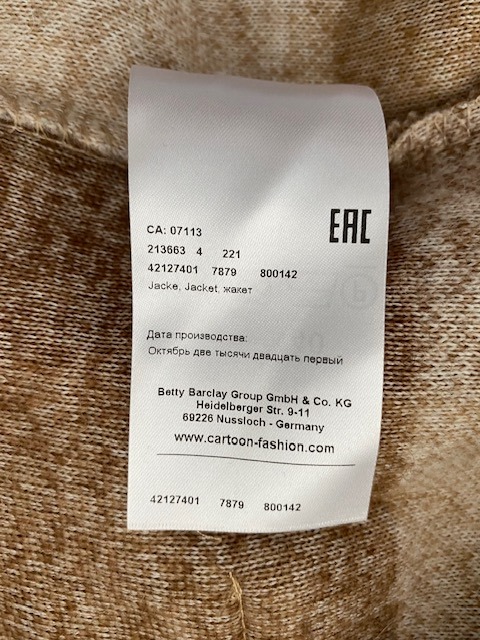 EAC
CA: 07113
213663 4 221
42127401 7879 800142
Jacke, Jacket, жакет
Дата производства:
Октябрь две тысячи двадцать первый
Betty Barclay Group GmbH & Co. KG
Heidelberger Str. 9-11
69226 Nussloch - Germany
www.cartoon-fashion.com
42127401 7879 800142